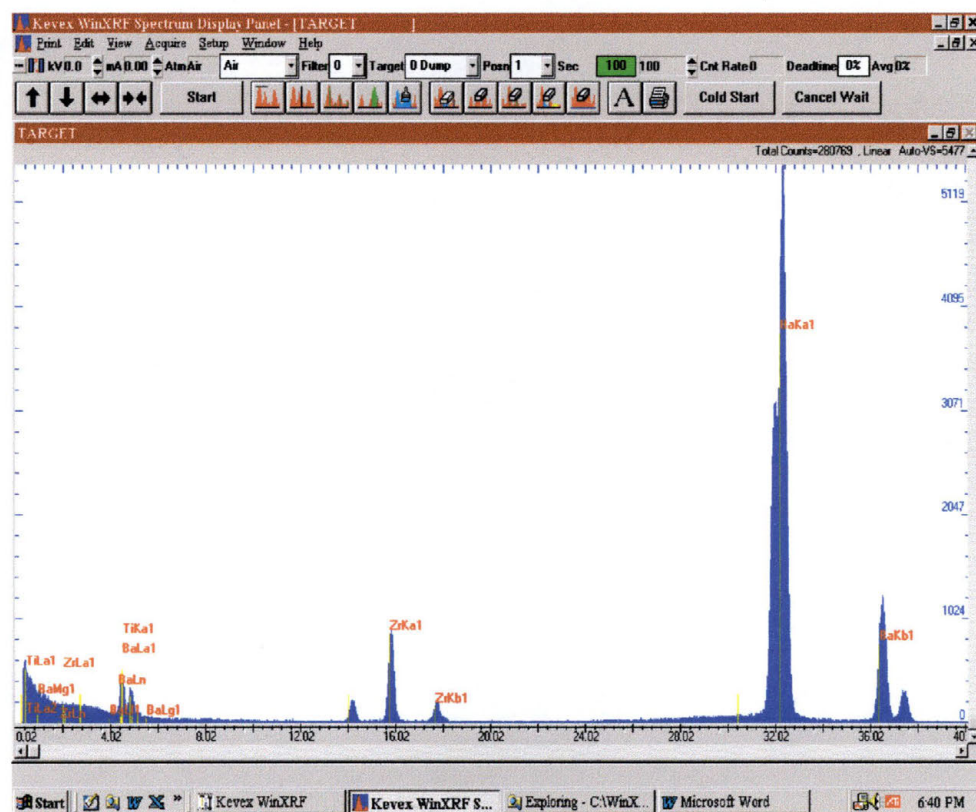 Kevex WinXRF Spectrum Display Panel - [TARGET ]
Print Edit View Acquire Setup Window Help
kV0.0 mA0.00 AtmAir Air Filter 0 Target 0 Dump Posn 1 Sec 100 100 Cnt Rate0 Deadtime 0% Avg0%
Start A Cold Start Cancel Wait
TARGET
Total Counts=280769 , Linear Auto-VS=5477
5119
4095
BaKa1
3071
2047
1024
TiKa1
ZrKa1
BaKb1
BaLa1
TiLa1 ZrLa1
BaLn
BaMg1
ZrKb1
TiLa2
BaLg1
0
0.02 4.02 8.02 12.02 16.02 20.02 24.02 28.02 32.02 36.02 40.
Start » Kevex WinXRF Kevex WinXRF S... Exploring - C:\WinX... Microsoft Word 6:40 PM